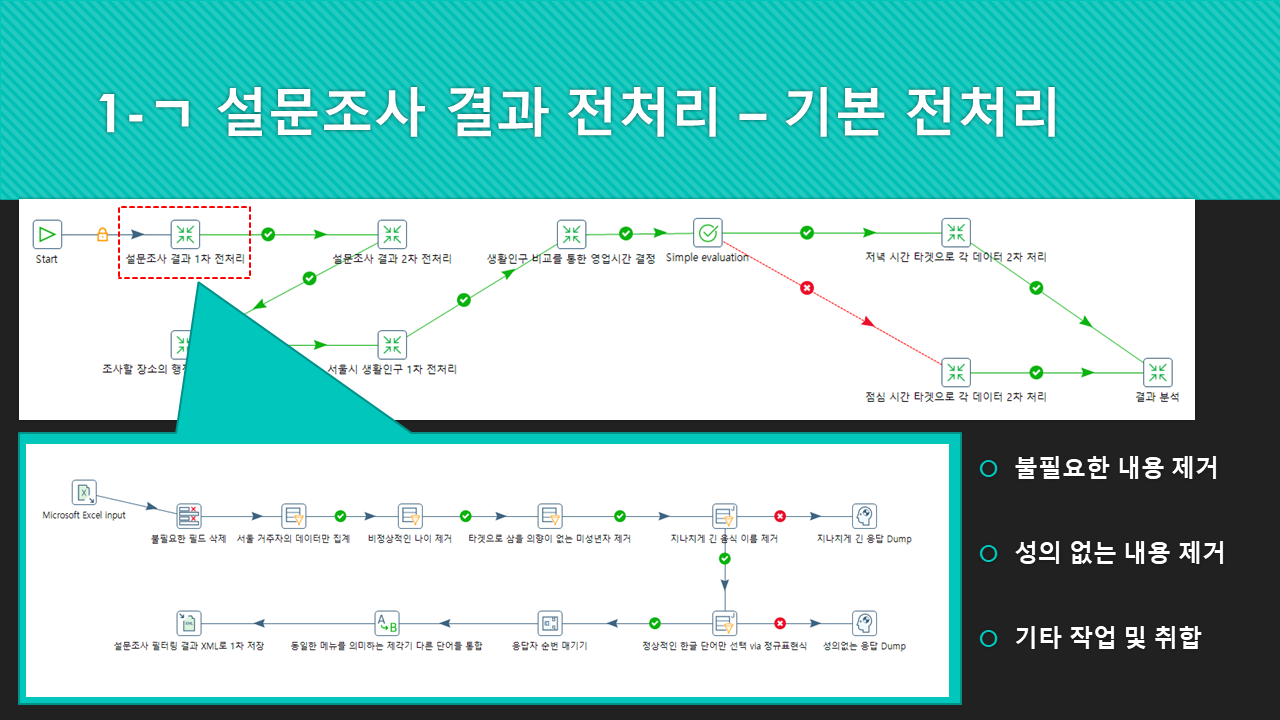 1-ㄱ 설문조사 결과 전처리 – 기본 전처리
Start
설문조사 결과 1차 전처리
설문조사 결과 2차 전처리
생활인구 비교를 통한 영업시간 결정
Simple evaluation
저녁 시간 타겟으로 각 데이터 2차 처리
조사할 장소의
서울시 생활인구 1차 전처리
점심 시간 타겟으로 각 데이터 2차 처리
결과 분석
Microsoft Excel input
불필요한 필드 삭제
서울 거주자의 데이터만 집계
비정상적인 나이 제거
타겟으로 삼을 의향이 없는 미성년자 제거
지나치게 긴 음식 이름 제거
지나치게 긴 응답 Dump
설문조사 필터링 결과 XML로 1차 저장
동일한 메뉴를 의미하는 제각기 다른 단어를 통합
응답자 순번 매기기
정상적인 한글 단어만 선택 via 정규표현식
성의없는 응답 Dump
불필요한 내용 제거
성의 없는 내용 제거
기타 작업 및 취합